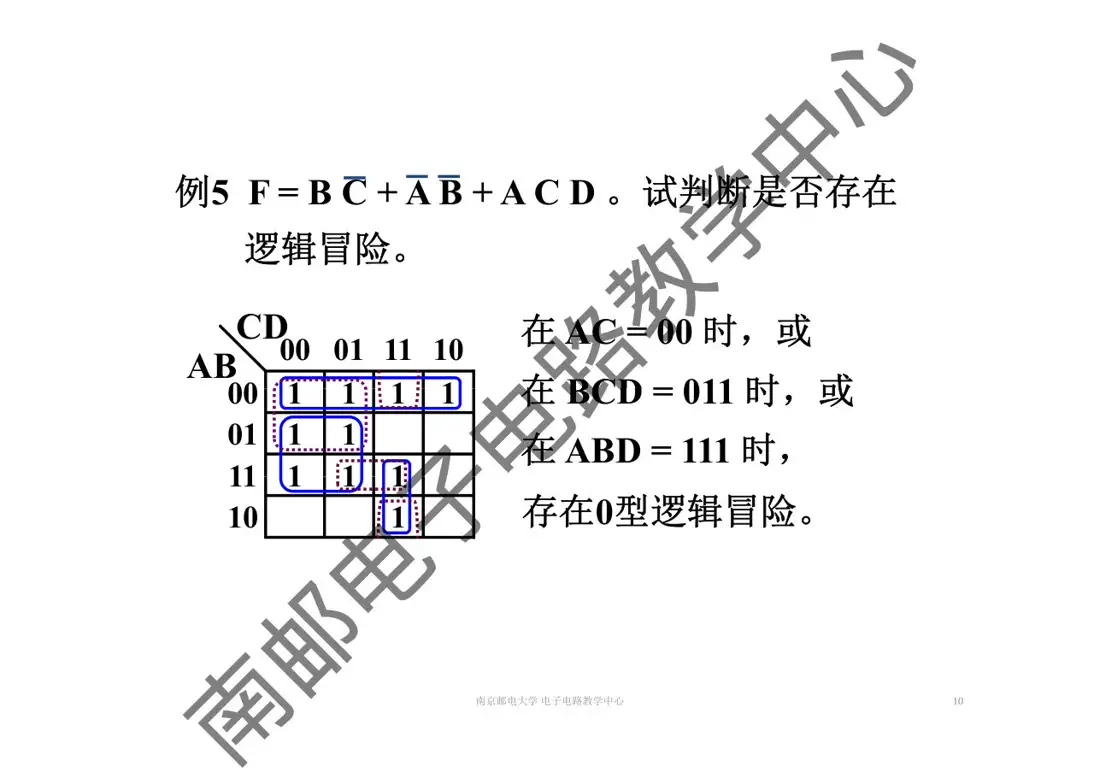 例5 F = B C̅ + A̅ B̅ + A C D 。试判断是否存在
逻辑冒险。
CD
AB
00 01 11 10
00 1 1 1 1
01 1 1
11 1 1 1
10 1
在 AC = 00 时，或
在 BCD = 011 时，或
在 ABD = 111 时，
存在0型逻辑冒险。
南邮电子电路教学中心
南京邮电大学 电子电路教学中心
10